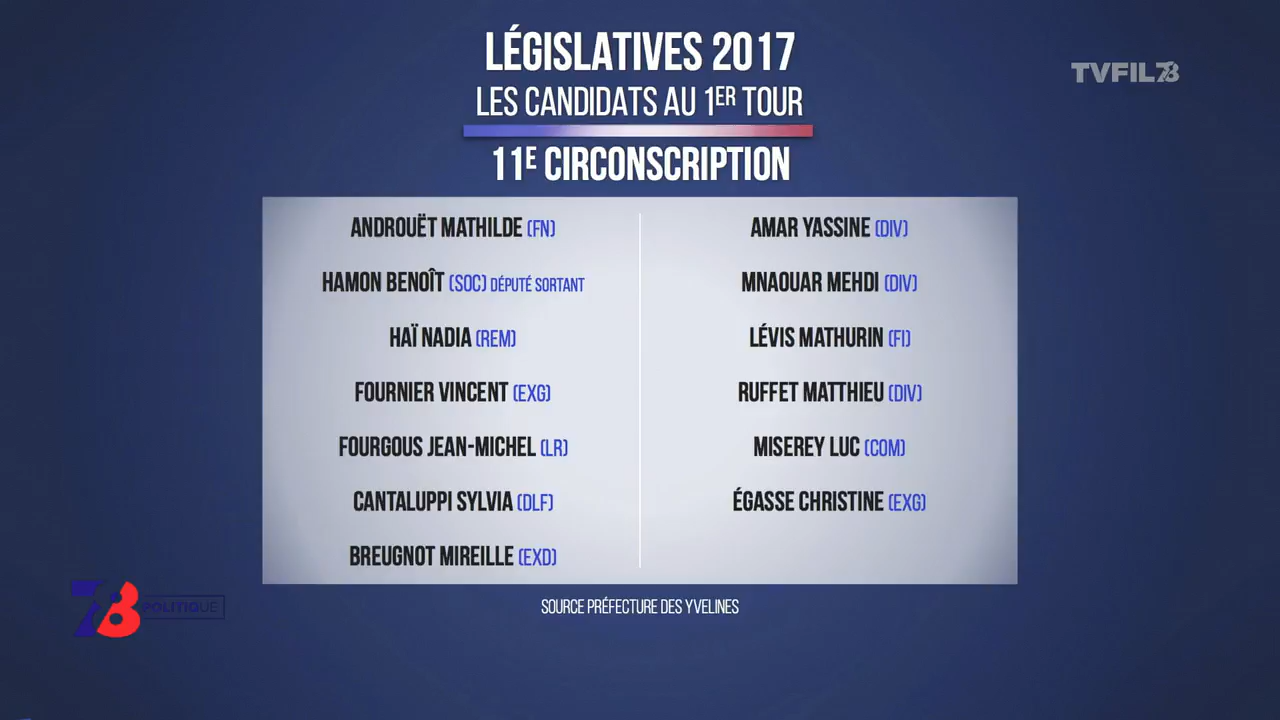 LÉGISLATIVES 2017
TVFIL78
LES CANDIDATS AU 1ER TOUR
11E CIRCONSCRIPTION
ANDROUËT MATHILDE (FN)
HAMON BENOÎT (SOC) DÉPUTÉ SORTANT
HAÏ NADIA (REM)
FOURNIER VINCENT (EXG)
FOURGOUS JEAN-MICHEL (LR)
CANTALUPPI SYLVIA (DLF)
BREUGNOT MIREILLE (EXD)
AMAR YASSINE (DIV)
MNAOUAR MEHDI (DIV)
LÉVIS MATHURIN (FI)
RUFFET MATTHIEU (DIV)
MISEREY LUC (COM)
ÉGASSE CHRISTINE (EXG)
78 POLITIQUE
SOURCE PRÉFECTURE DES YVELINES